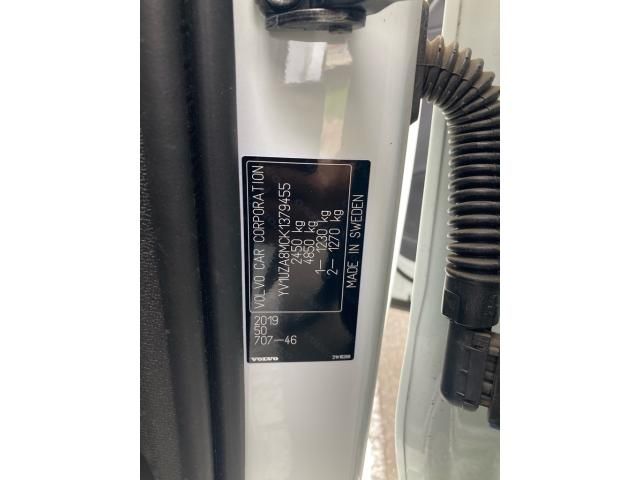 VOLVO CAR CORPORATION
YV1UZA8MCK1379455
2450 kg
4850 kg
1– 1230 kg
2– 1270 kg
MADE IN SWEDEN
2019
50
707–46
VOLVO